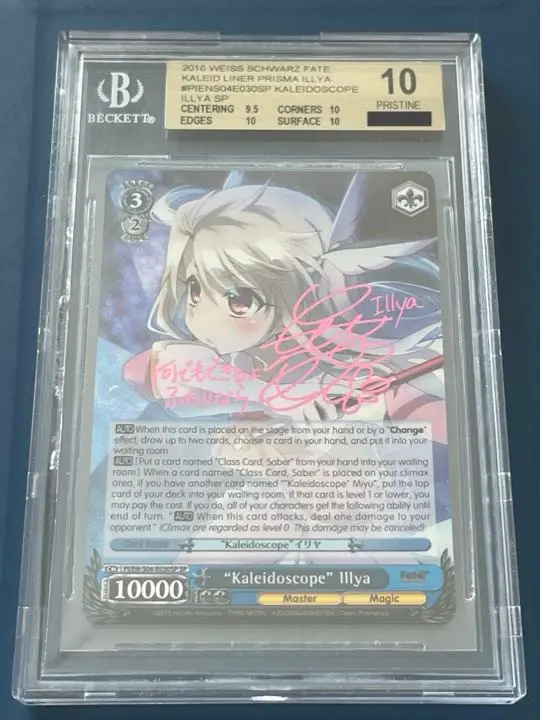 2016 WEISS SCHWARZ FATE
KALEID LINER PRISMA ILLYA
#PIENS04E030SP KALEIDOSCOPE
ILLYA SP
CENTERING 9.5 CORNERS 10
EDGES 10 SURFACE 10
10
PRISTINE
B
BECKETT®
3
2
Illya
AUTO When this card is placed on the stage from your hand or by a "Change"
effect, draw up to two cards, choose a card in your hand, and put it into your
waiting room
AUTO [Put a card named "Class Card, Saber" from your hand into your waiting
room] When a card named "Class Card, Saber" is placed on your climax
area, if you have another card named ""Kaleidoscope" Miyu", put the top
card of your deck into your waiting room. If that card is level 1 or lower, you
may pay the cost. If you do, all of your characters get the following ability until
end of turn. " AUTO When this card attacks, deal one damage to your
opponent." (Climax are regarded as level 0. This damage may be canceled)
"Kaleidoscope"イリヤ
PI/EN-S04-E030SP SP
"Kaleidoscope" Illya
Fate
10000
Master Magic